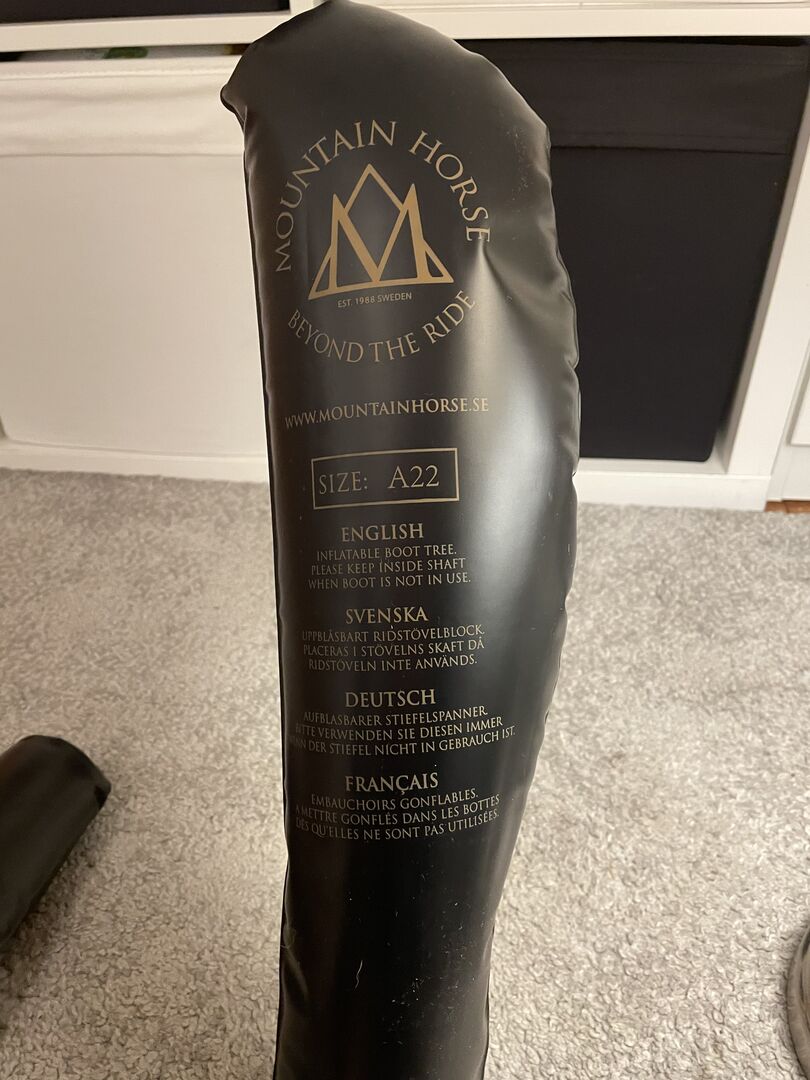 MOUNTAIN HORSE
EST. 1988 SWEDEN
BEYOND THE RIDE
WWW.MOUNTAINHORSE.SE
SIZE: A22
ENGLISH
INFLATABLE BOOT TREE.
PLEASE KEEP INSIDE SHAFT
WHEN BOOT IS NOT IN USE.
SVENSKA
UPPBLÅSBART RIDSTÖVELBLOCK.
PLACERAS I STÖVELNS SKAFT DÅ
RIDSTÖVELN INTE ANVÄNDS.
DEUTSCH
AUFBLASBARER STIEFELSPANNER.
BITTE VERWENDEN SIE DIESEN IMMER
DER STIEFEL NICHT IN GEBRAUCH IST.
FRANÇAIS
EMBAUCHOIRS GONFLABLES.
A METTRE GONFLÉS DANS LES BOTTES
DÈS QU'ELLES NE SONT PAS UTILISÉES.